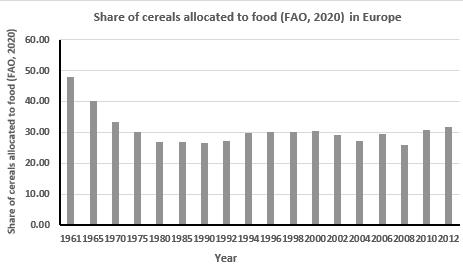 Share of cereals allocated to food (FAO, 2020) in Europe
Share of cereals allocated to food (FAO, 2020)
60.00
50.00
40.00
30.00
20.00
10.00
0.00
1961 1965 1970 1975 1980 1985 1990 1992 1994 1996 1998 2000 2002 2004 2006 2008 2010 2012
Year